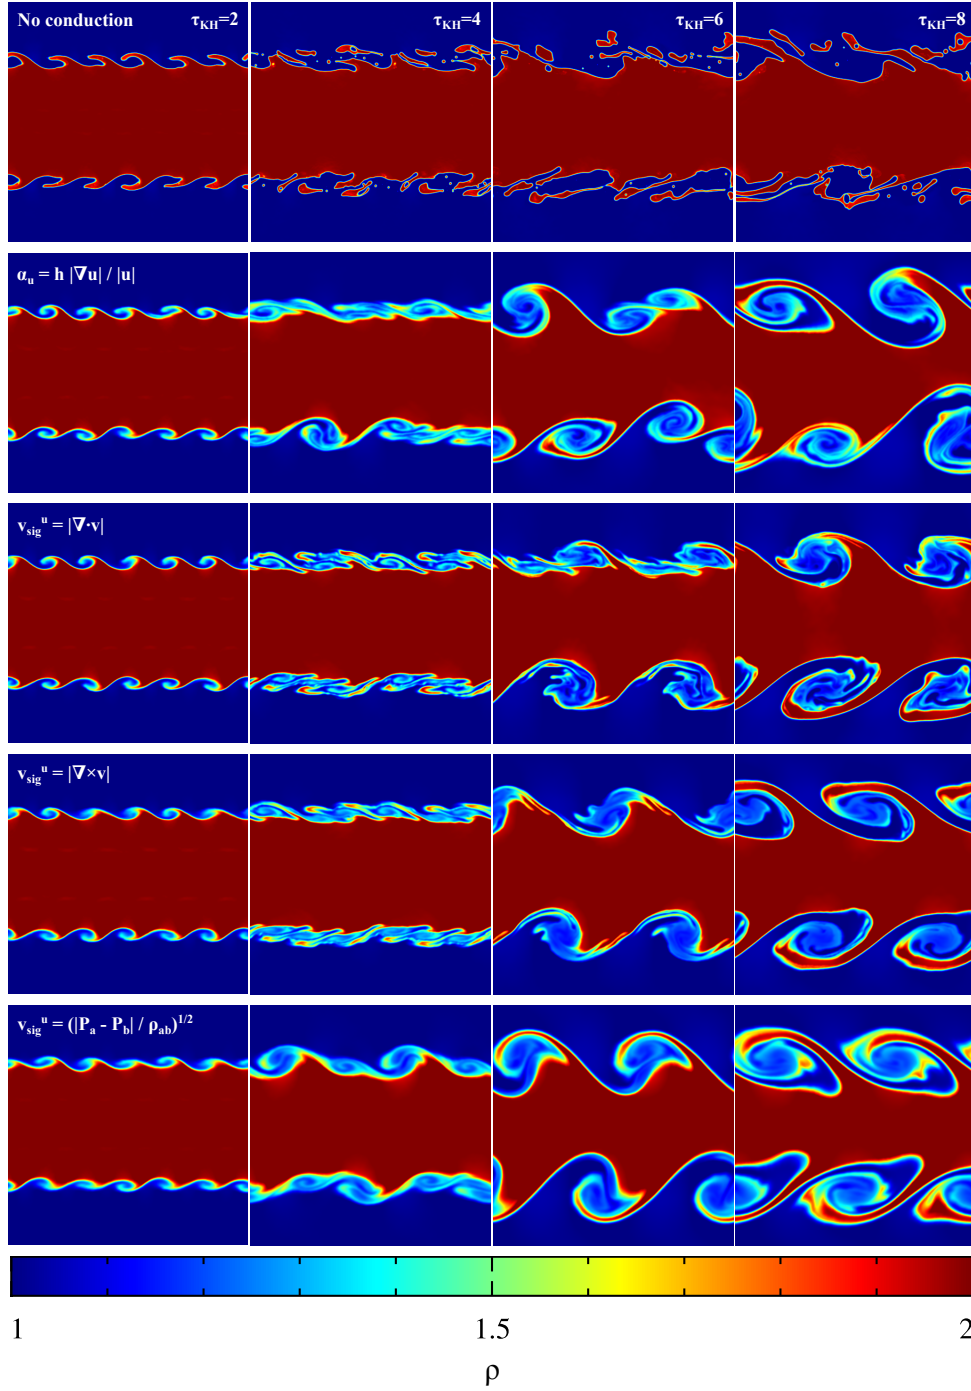 No conduction τKH=2 τKH=4 τKH=6 τKH=8
αu = h |∇u| / |u|
vsigu = |∇·v|
vsigu = |∇×v|
vsigu = (|Pa - Pb| / ρab)1/2
1 1.5 2
ρ